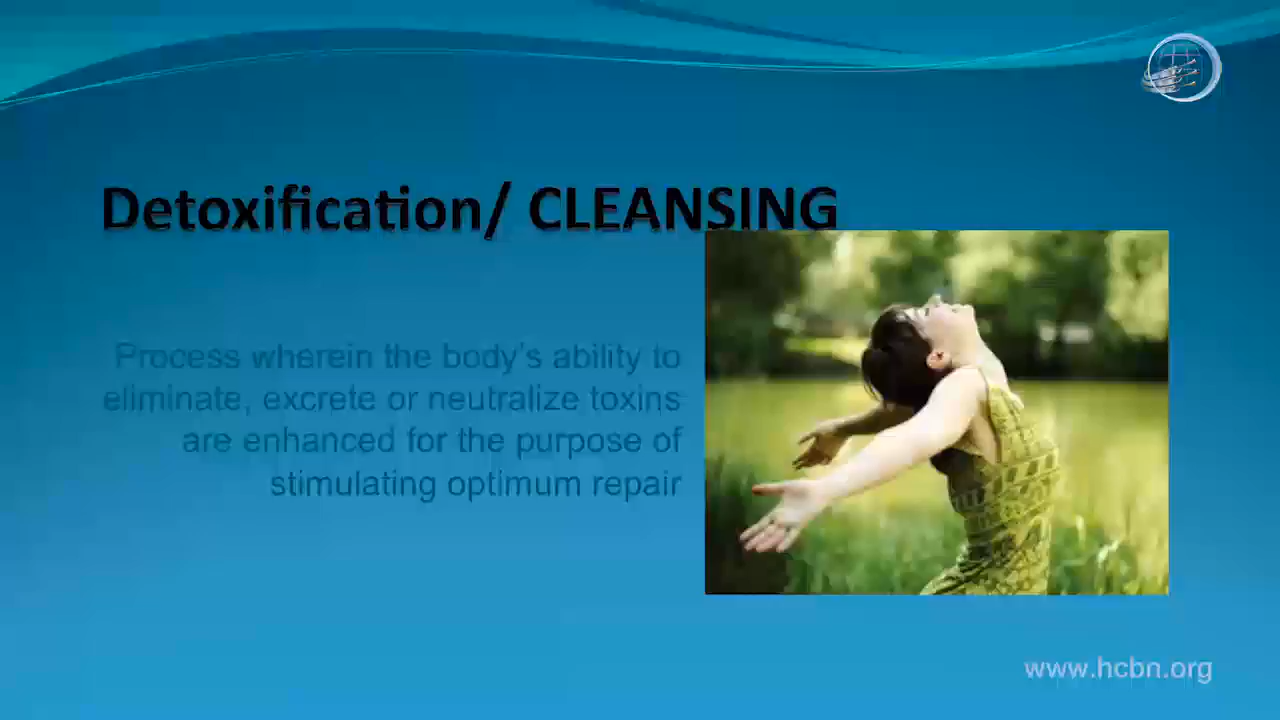 Detoxification/ CLEANSING
Process wherein the body's ability to
eliminate, excrete or neutralize toxins
are enhanced for the purpose of
stimulating optimum repair
www.hcbn.org